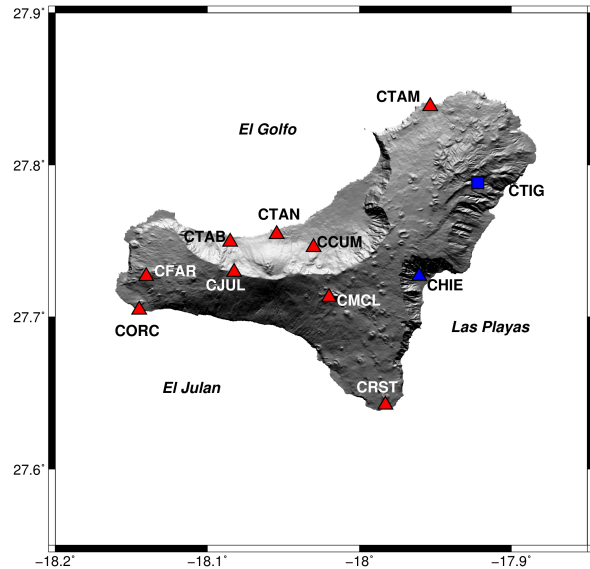 27.9°
CTAM
El Golfo
27.8°
CTIG
CTAN
CTAB
CCUM
CFAR
CJUL
CHIE
CMCL
27.7°
CORC
Las Playas
El Julan
CRST
27.6°
−18.2°
−18.1°
−18°
−17.9°